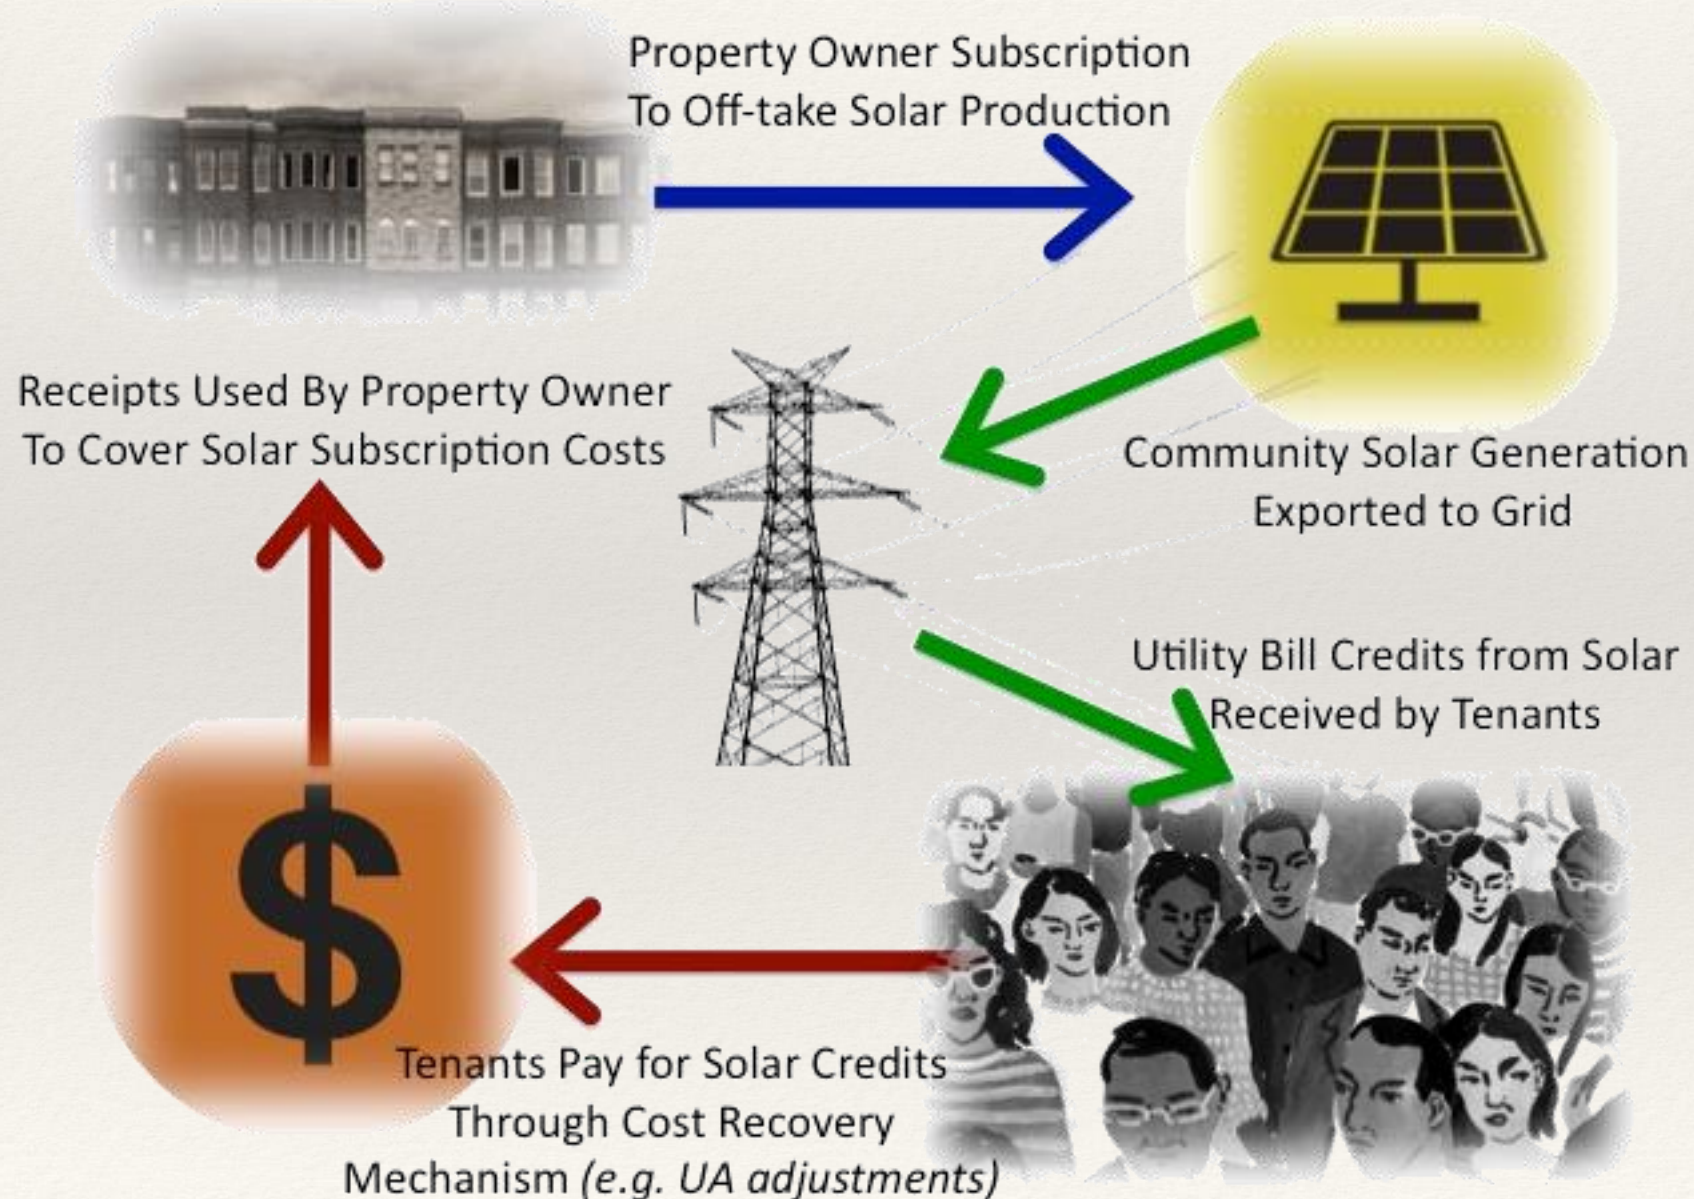 Property Owner Subscription
To Off-take Solar Production
Receipts Used By Property Owner
To Cover Solar Subscription Costs
Community Solar Generation
Exported to Grid
Utility Bill Credits from Solar
Received by Tenants
$
Tenants Pay for Solar Credits
Through Cost Recovery
Mechanism (e.g. UA adjustments)